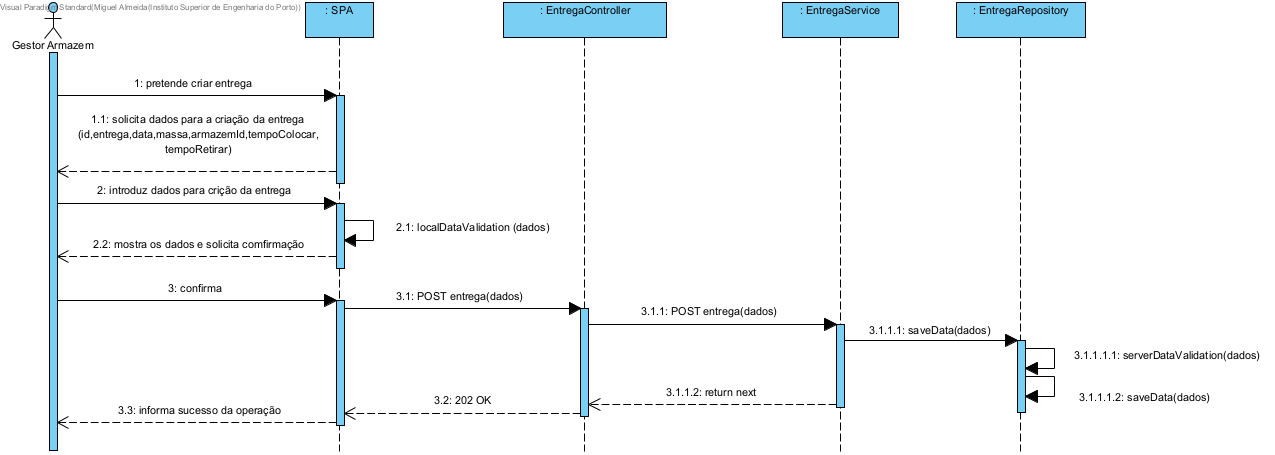 Visual Paradigm Standard(Miguel Almeida(Instituto Superior de Engenharia do Porto))
: SPA
: EntregaController
: EntregaService
: EntregaRepository
Gestor Armazem
1: pretende criar entrega
1.1: solicita dados para a criação da entrega
(id,entrega,data,massa,armazemId,tempoColocar,
tempoRetirar)
2: introduz dados para crição da entrega
2.1: localDataValidation (dados)
2.2: mostra os dados e solicita comfirmação
3: confirma
3.1: POST entrega(dados)
3.1.1: POST entrega(dados)
3.1.1.1: saveData(dados)
3.1.1.1.1: serverDataValidation(dados)
3.1.1.1.2: saveData(dados)
3.1.1.2: return next
3.2: 202 OK
3.3: informa sucesso da operação